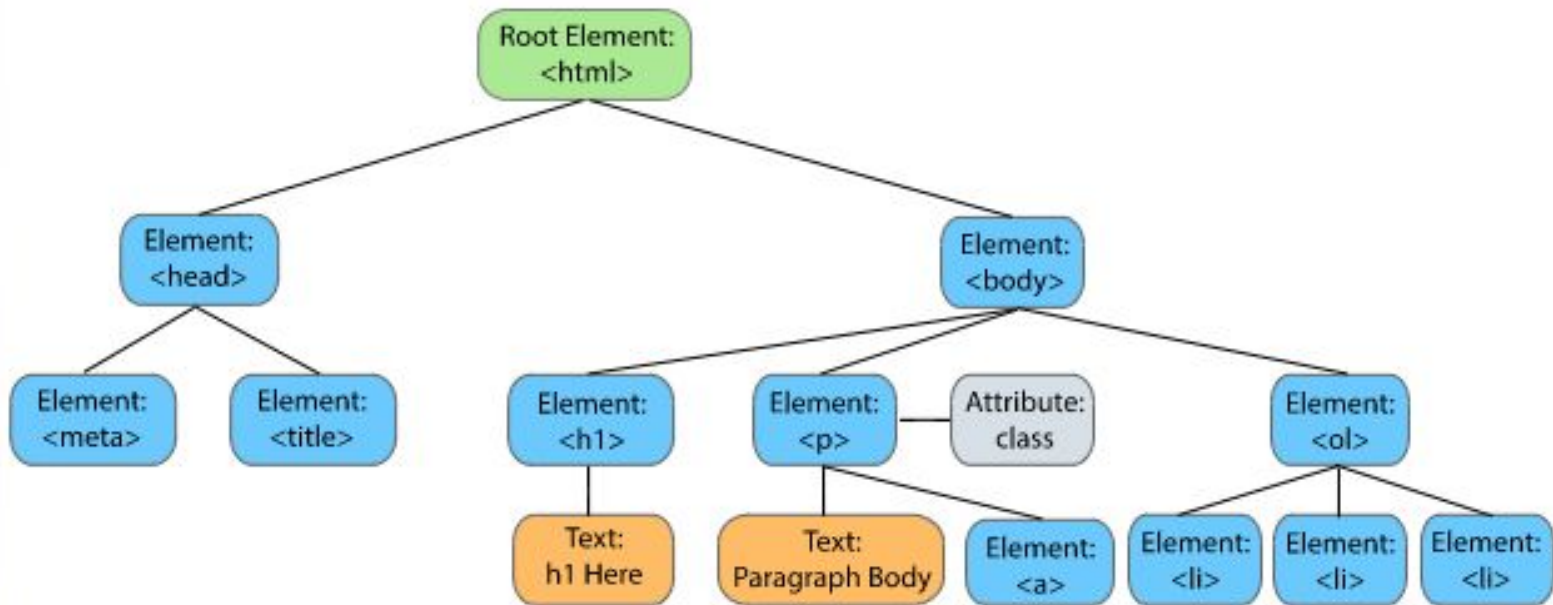 Root Element:
<html>
Element:
<head>
Element:
<body>
Element:
<meta>
Element:
<title>
Element:
<h1>
Element:
<p>
Attribute:
class
Element:
<ol>
Text:
h1 Here
Text:
Paragraph Body
Element:
<a>
Element:
<li>
Element:
<li>
Element:
<li>